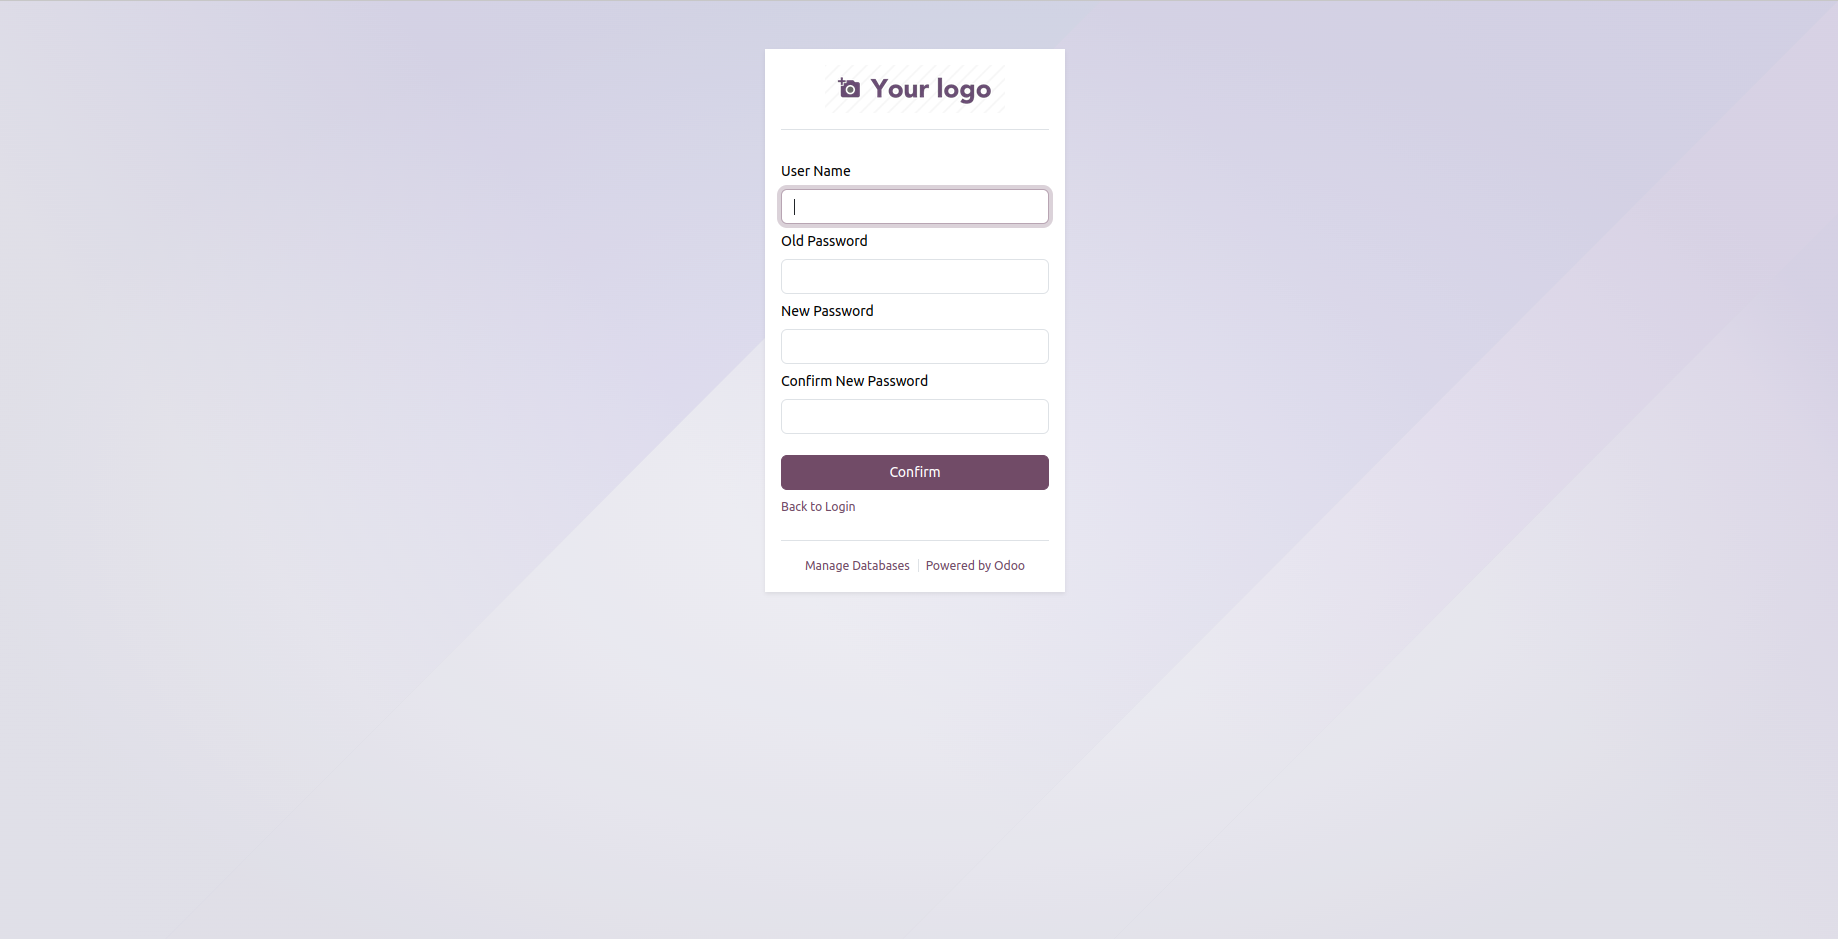 Your logo
User Name
Old Password
New Password
Confirm New Password
Confirm
Back to Login
Manage Databases | Powered by Odoo